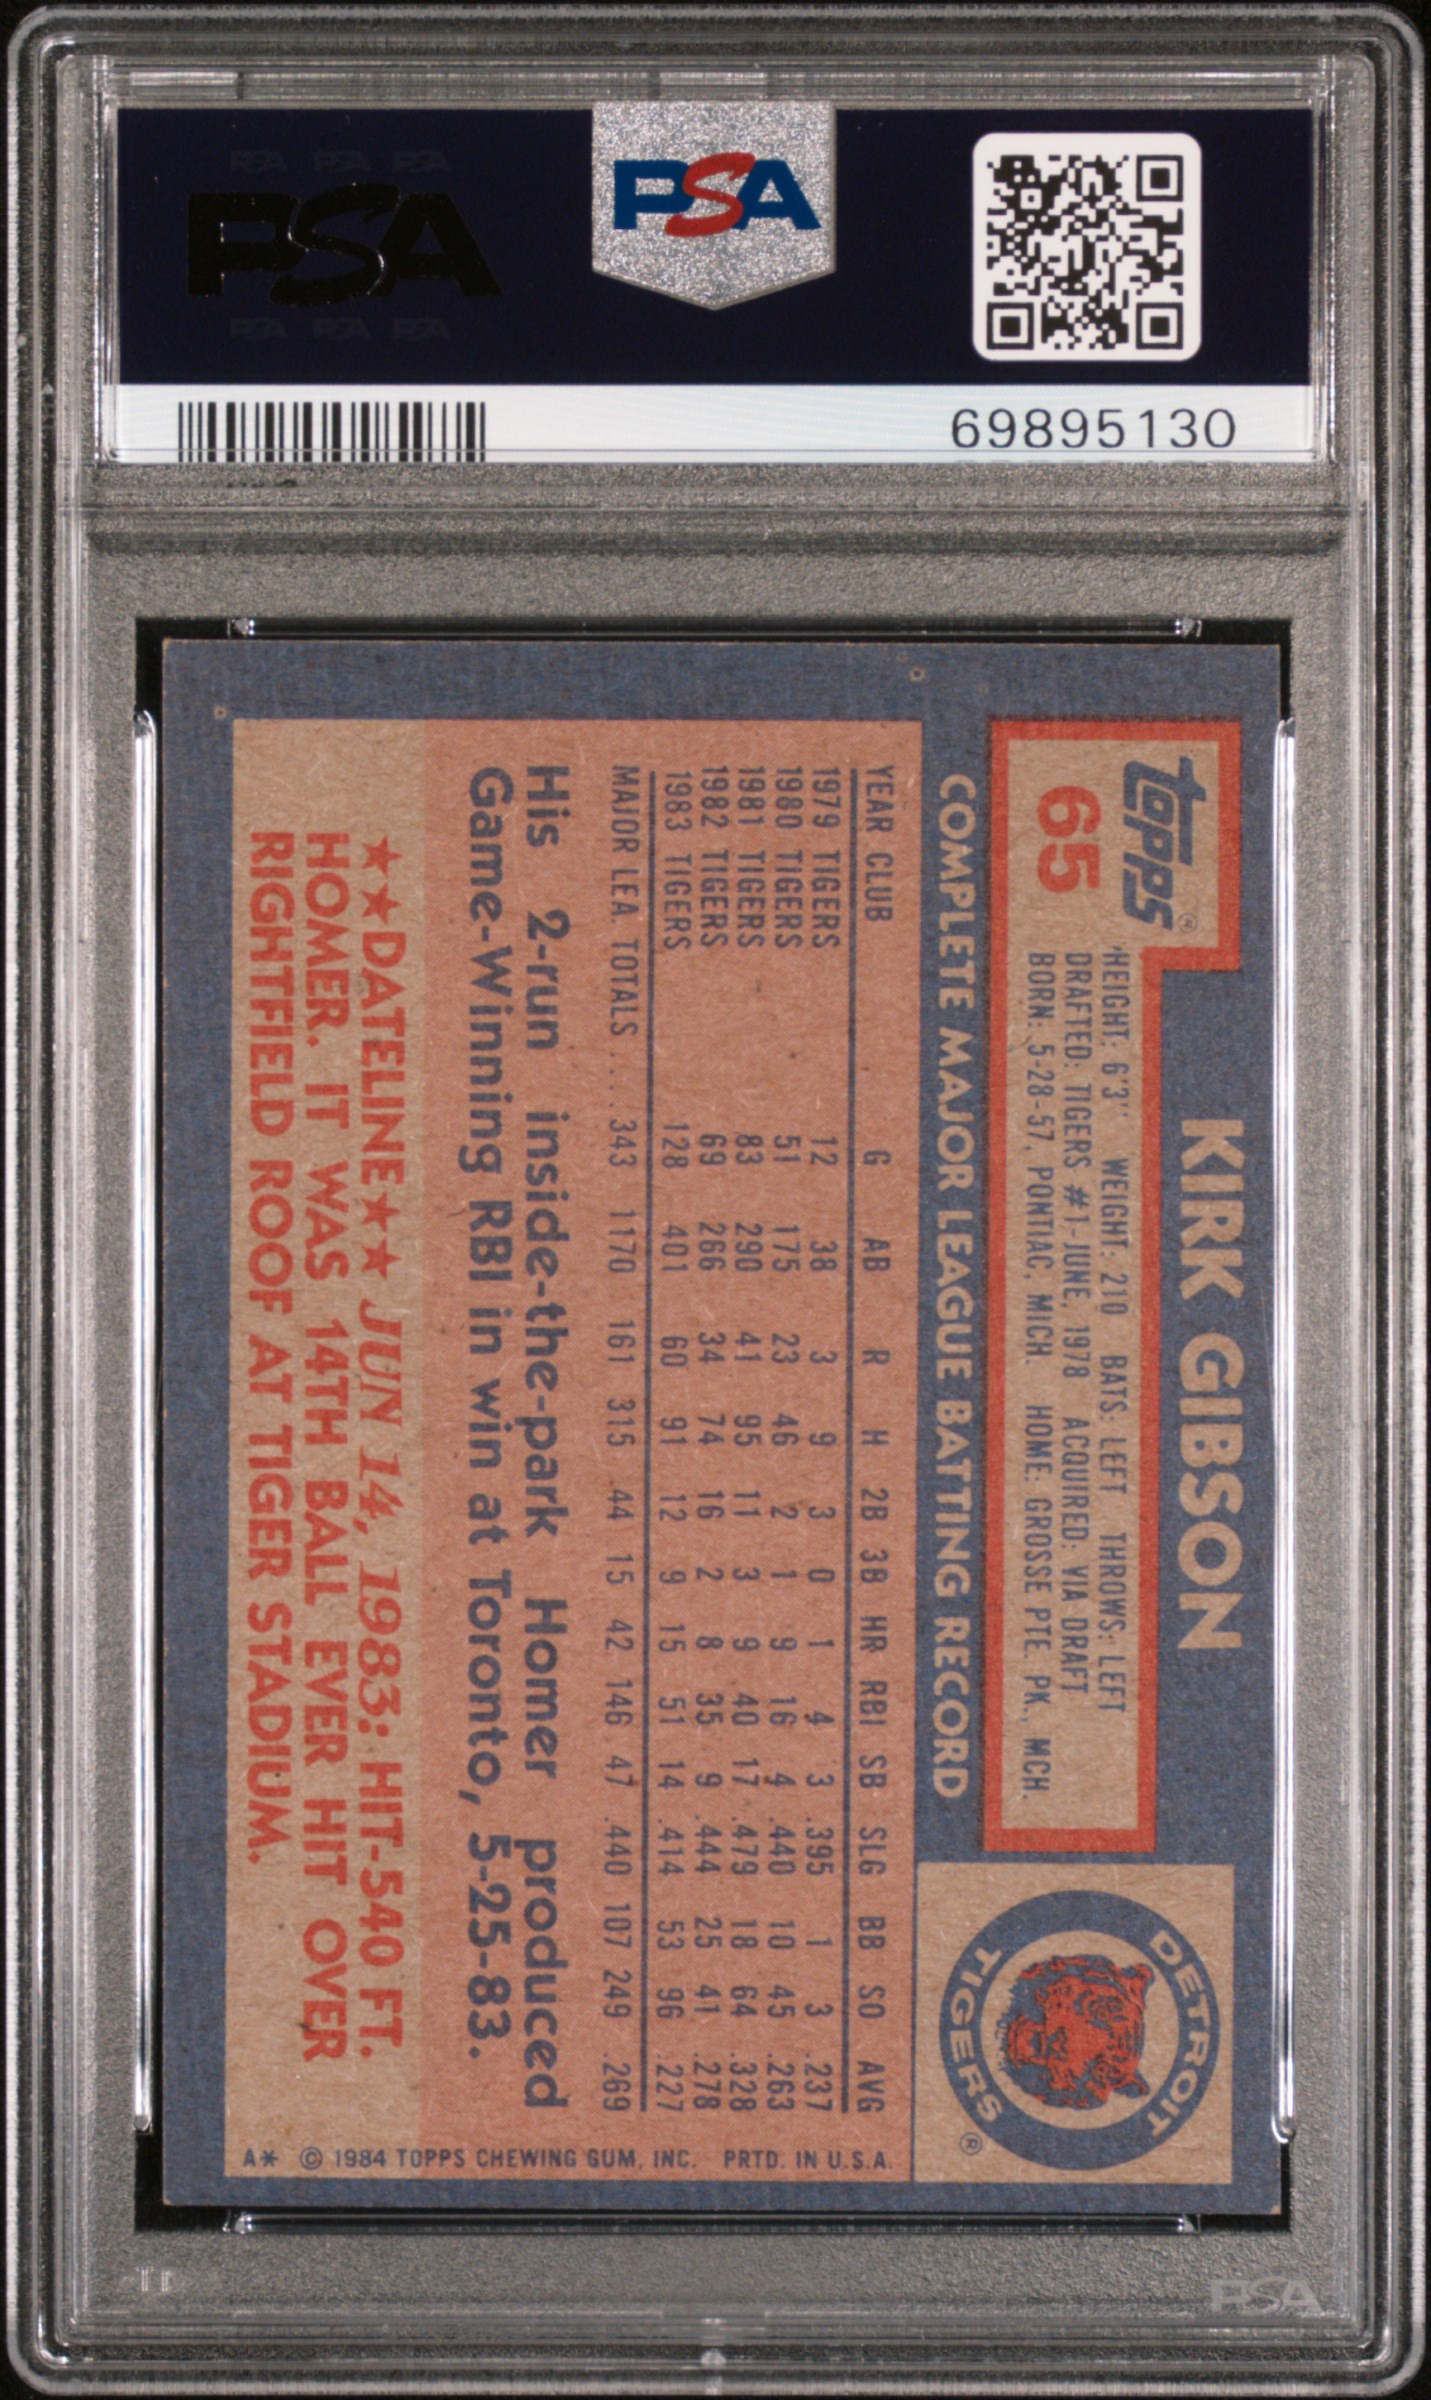 PSA PSA PSA
PSA
PSA PSA PSA
PSA
69895130
topps®
65
KIRK GIBSON
HEIGHT: 6'3'' WEIGHT: 210 BATS: LEFT THROWS: LEFT
DRAFTED: TIGERS #1-JUNE, 1978 ACQUIRED: VIA DRAFT
BORN: 5-28-57, PONTIAC, MICH. HOME: GROSSE PTE. PK., MCH.
DETROIT TIGERS ®
COMPLETE MAJOR LEAGUE BATTING RECORD
YEAR CLUB G AB R H 2B 3B HR RBI SB SLG BB SO AVG
1979 TIGERS 12 38 3 9 3 0 1 4 3 .395 1 3 .237
1980 TIGERS 51 175 23 46 2 1 9 16 4 .440 10 45 .263
1981 TIGERS 83 290 41 95 11 3 9 40 17 .479 18 64 .328
1982 TIGERS 69 266 34 74 16 2 8 35 9 .444 25 41 .278
1983 TIGERS 128 401 60 91 12 9 15 51 14 .414 53 96 .227
MAJOR LEA. TOTALS .... 343 1170 161 315 44 15 42 146 47 .440 107 249 .269
His 2-run inside-the-park Homer produced
Game-Winning RBI in win at Toronto, 5-25-83.
★★DATELINE★★ JUN 14, 1983: HIT-540 FT.
HOMER. IT WAS 14TH BALL EVER HIT OVER
RIGHTFIELD ROOF AT TIGER STADIUM.
A* © 1984 TOPPS CHEWING GUM, INC. PRTD. IN U.S.A.
PSA